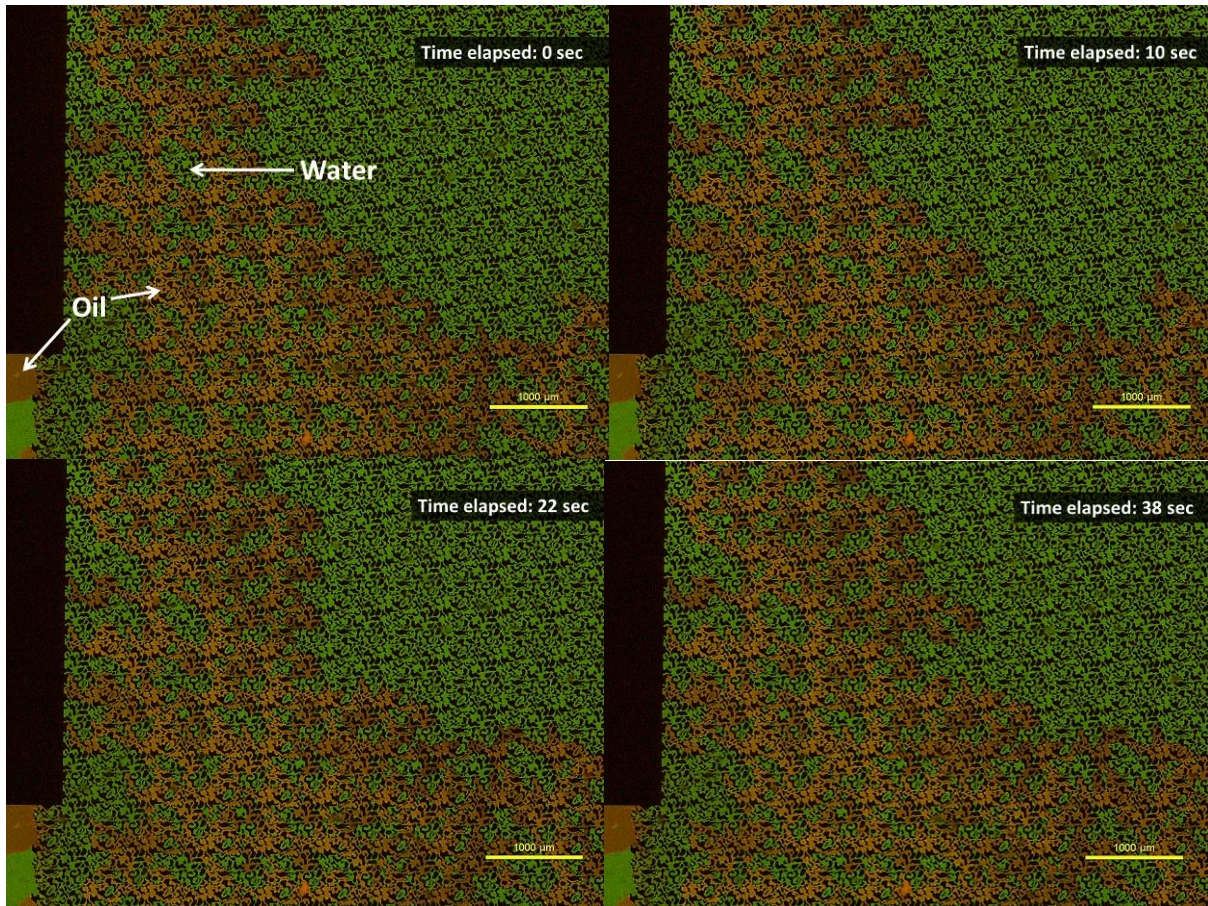 Time elapsed: 0 sec
Time elapsed: 10 sec
Water
Oil
1000 µm
1000 µm
Time elapsed: 22 sec
Time elapsed: 38 sec
1000 µm
1000 µm